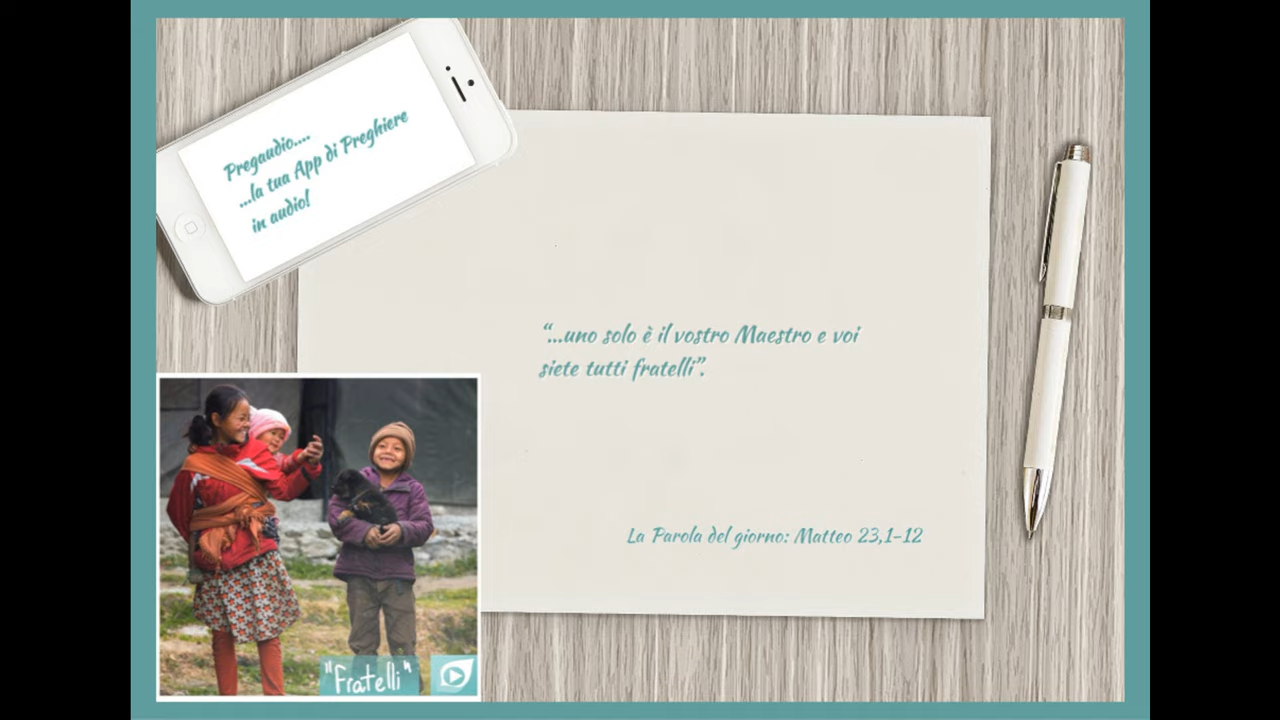 Pregaudio....
...la tua App di Preghiere
in audio!
“...uno solo è il vostro Maestro e voi
siete tutti fratelli”.
La Parola del giorno: Matteo 23,1-12
"Fratelli"